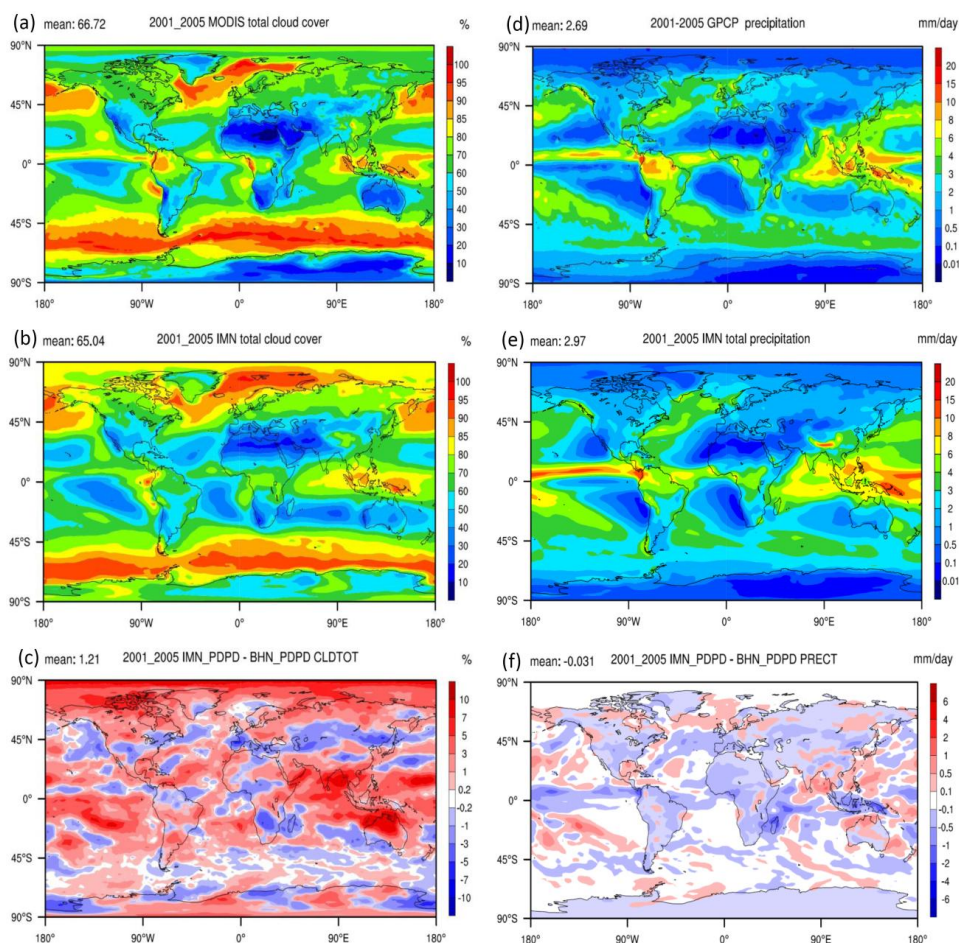 (a) mean: 66.72 2001_2005 MODIS total cloud cover %
90°N
45°N
0°
45°S
90°S
180° 90°W 0° 90°E 180°
100
95
90
85
80
70
60
50
40
30
20
10
(d) mean: 2.69 2001-2005 GPCP precipitation mm/day
90°N
45°N
0°
45°S
90°S
180° 90°W 0° 90°E 180°
20
15
10
8
6
4
3
2
1
0.5
0.1
0.01
(b) mean: 65.04 2001_2005 IMN total cloud cover %
90°N
45°N
0°
45°S
90°S
180° 90°W 0° 90°E 180°
100
95
90
85
80
70
60
50
40
30
20
10
(e) mean: 2.97 2001_2005 IMN total precipitation mm/day
90°N
45°N
0°
45°S
90°S
180° 90°W 0° 90°E 180°
20
15
10
8
6
4
3
2
1
0.5
0.1
0.01
(c) mean: 1.21 2001_2005 IMN_PDPD - BHN_PDPD CLDTOT %
90°N
45°N
0°
45°S
90°S
180° 90°W 0° 90°E 180°
10
7
5
3
1
0.2
-0.2
-1
-3
-5
-7
-10
(f) mean: -0.031 2001_2005 IMN_PDPD - BHN_PDPD PRECT mm/day
90°N
45°N
0°
45°S
90°S
180° 90°W 0° 90°E 180°
6
4
2
1
0.5
0.1
-0.1
-0.5
-1
-2
-4
-6